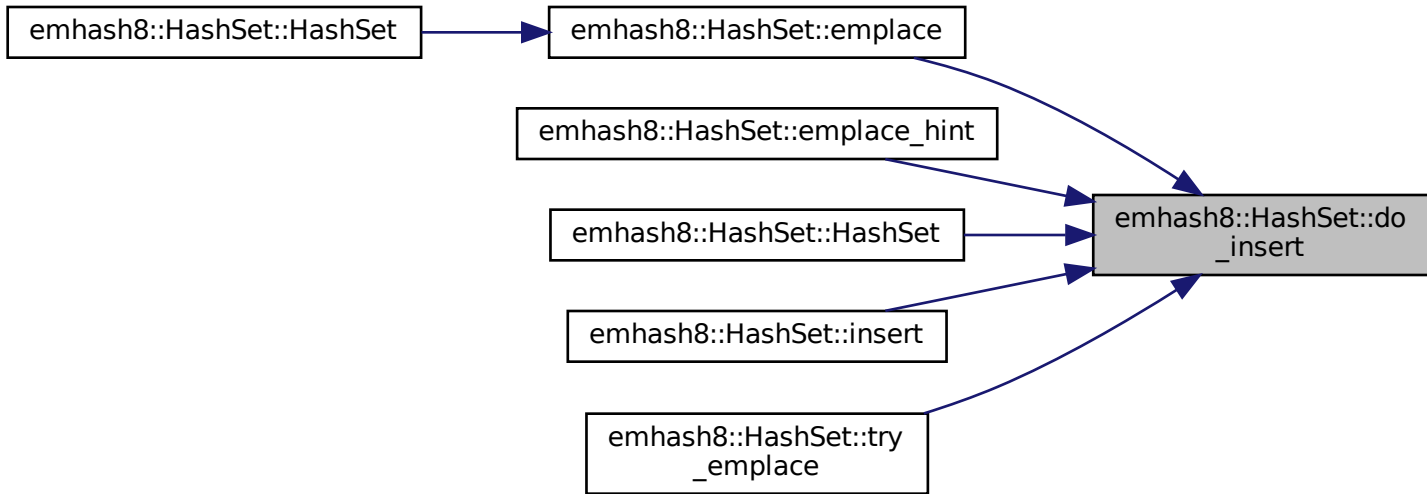 emhash8::HashSet::HashSet
emhash8::HashSet::emplace
emhash8::HashSet::emplace_hint
emhash8::HashSet::HashSet
emhash8::HashSet::do
_insert
emhash8::HashSet::insert
emhash8::HashSet::try
_emplace